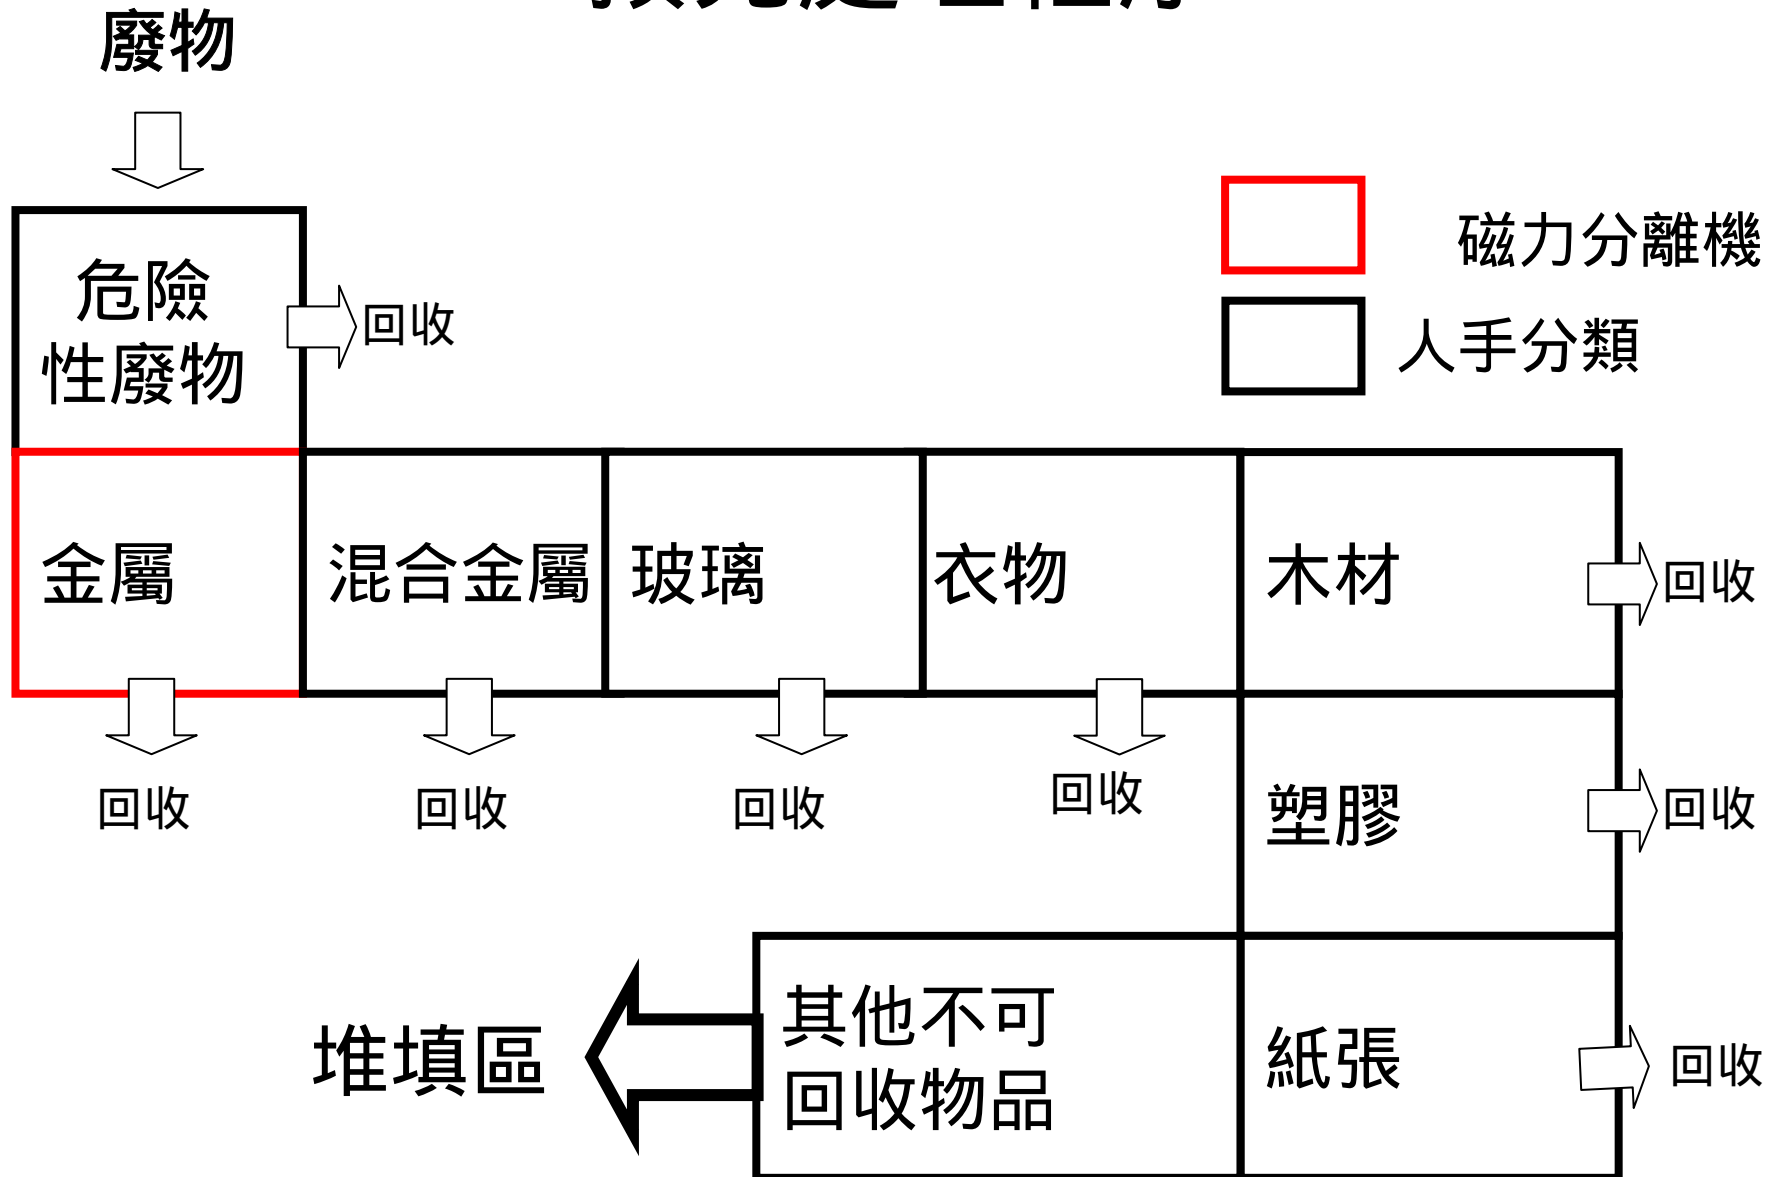 廢物
磁力分離機
危險
性廢物
回收
人手分類
金屬
混合金屬
玻璃
衣物
木材
回收
回收
回收
回收
回收
塑膠
回收
其他不可
回收物品
堆填區
紙張
回收